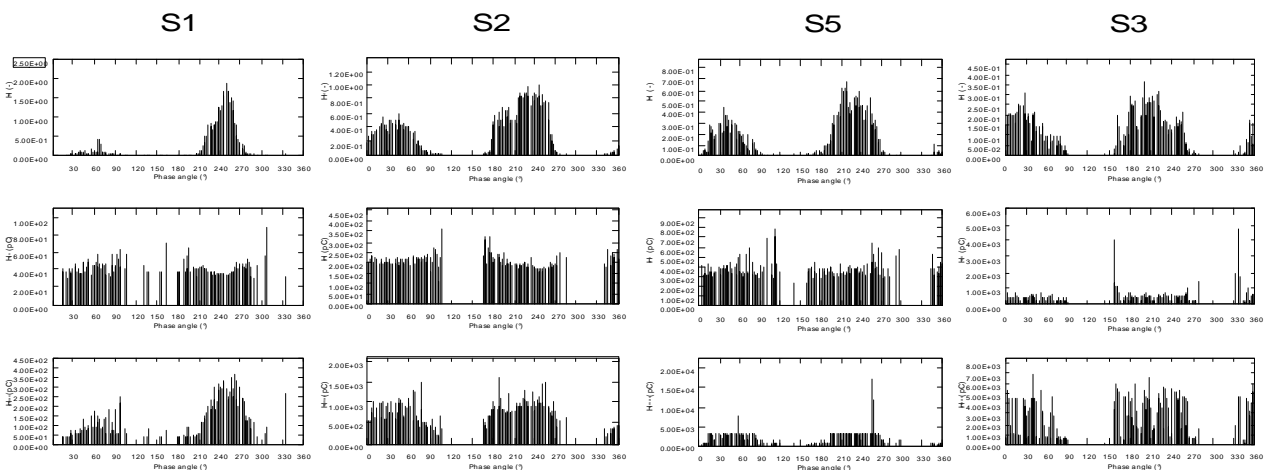 S1
S2
S5
S3
H (-)
2.50E+00
2.00E+00
1.50E+00
1.00E+00
5.00E-01
0.00E+00
30 60 90 120 150 180 210 240 270 300 330 360
Phase angle (°)
H (-)
1.20E+00
1.00E+00
8.00E-01
6.00E-01
4.00E-01
2.00E-01
0.00E+00
0 30 60 90 120 150 180 210 240 270 300 330 360
Phase angle (°)
H (-)
8.00E-01
7.00E-01
6.00E-01
5.00E-01
4.00E-01
3.00E-01
2.00E-01
1.00E-01
0.00E+00
0 30 60 90 120 150 180 210 240 270 300 330 360
Phase angle (°)
H (-)
4.50E-01
4.00E-01
3.50E-01
3.00E-01
2.50E-01
2.00E-01
1.50E-01
1.00E-01
5.00E-02
0.00E+00
0 30 60 90 120 150 180 210 240 270 300 330 360
Phase angle (°)
1.00E+02
8.00E+01
6.00E+01
4.00E+01
2.00E+01
0.00E+00
30 60 90 120 150 180 210 240 270 300 330 360
Phase angle (°)
4.50E+02
4.00E+02
3.50E+02
3.00E+02
2.50E+02
2.00E+02
1.50E+02
1.00E+02
5.00E+01
0.00E+00
0 30 60 90 120 150 180 210 240 270 300 330 360
Phase angle (°)
9.00E+02
8.00E+02
7.00E+02
6.00E+02
5.00E+02
4.00E+02
3.00E+02
2.00E+02
1.00E+02
0.00E+00
0 30 60 90 120 150 180 210 240 270 300 330 360
Phase angle (°)
6.00E+03
5.00E+03
4.00E+03
3.00E+03
2.00E+03
1.00E+03
0.00E+00
0 30 60 90 120 150 180 210 240 270 300 330 360
Phase angle (°)
4.50E+02
4.00E+02
3.50E+02
3.00E+02
2.50E+02
2.00E+02
1.50E+02
1.00E+02
5.00E+01
0.00E+00
30 60 90 120 150 180 210 240 270 300 330 360
Phase angle (°)
2.00E+03
1.50E+03
1.00E+03
5.00E+02
0.00E+00
0 30 60 90 120 150 180 210 240 270 300 330 360
Phase angle (°)
2.00E+04
1.50E+04
1.00E+04
5.00E+03
0.00E+00
0 30 60 90 120 150 180 210 240 270 300 330 360
Phase angle (°)
8.00E+03
7.00E+03
6.00E+03
5.00E+03
4.00E+03
3.00E+03
2.00E+03
1.00E+03
0.00E+00
0 30 60 90 120 150 180 210 240 270 300 330 360
Phase angle (°)